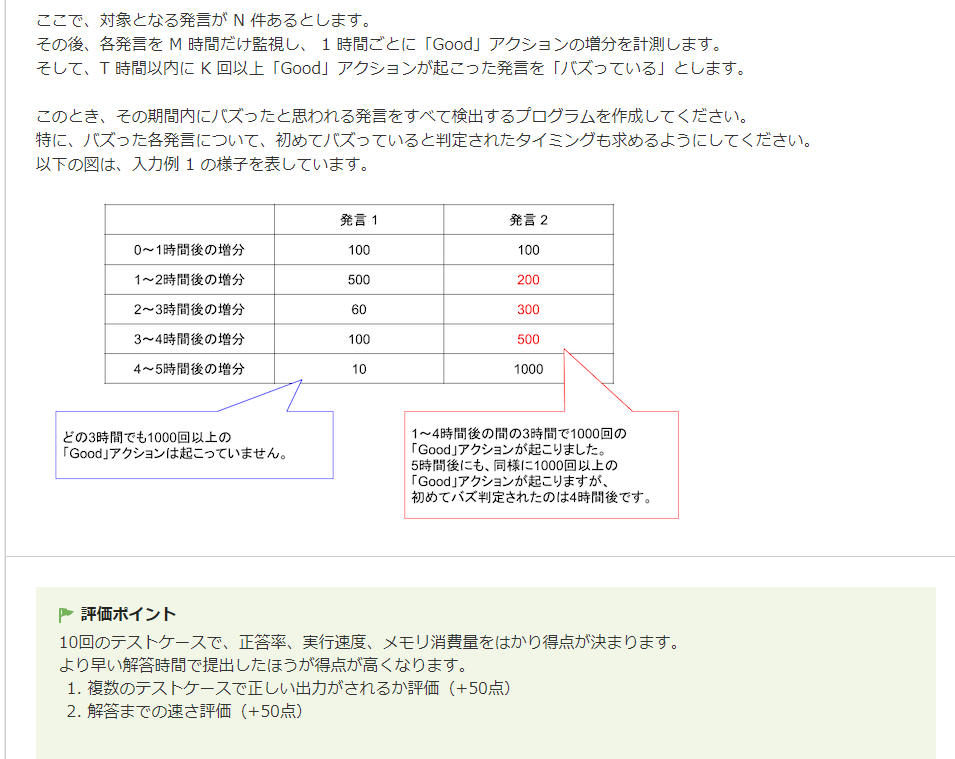 ここで、対象となる発言が N 件あるとします。
その後、各発言を M 時間だけ監視し、 1 時間ごとに「Good」アクションの増分を計測します。
そして、T 時間以内に K 回以上「Good」アクションが起こった発言を「バズっている」とします。
このとき、その期間内にバズったと思われる発言をすべて検出するプログラムを作成してください。
特に、バズった各発言について、初めてバズっていると判定されたタイミングも求めるようにしてください。
以下の図は、入力例 1 の様子を表しています。
発言 1 発言 2
0～1時間後の増分 100 100
1～2時間後の増分 500 200
2～3時間後の増分 60 300
3～4時間後の増分 100 500
4～5時間後の増分 10 1000
どの3時間でも1000回以上の
「Good」アクションは起こっていません。
1～4時間後の間の3時間で1000回の
「Good」アクションが起こりました。
5時間後にも、同様に1000回以上の
「Good」アクションが起こりますが、
初めてバズ判定されたのは4時間後です。
評価ポイント
10回のテストケースで、正答率、実行速度、メモリ消費量をはかり得点が決まります。
より早い解答時間で提出したほうが得点が高くなります。
1. 複数のテストケースで正しい出力がされるか評価（+50点）
2. 解答までの速さ評価（+50点）